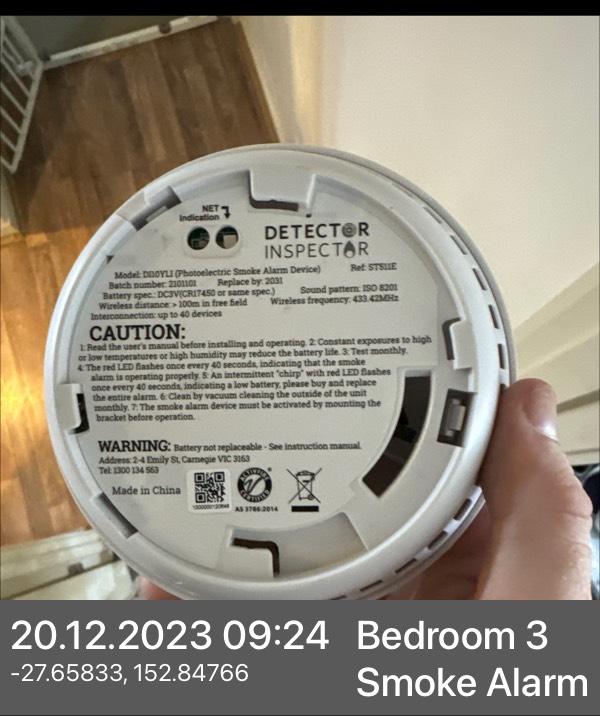 NET
Indication
DETECTOR
INSPECTOR
Model: DI10YLI (Photoelectric Smoke Alarm Device) Ref: ST511E
Batch number: 2101101 Replace by: 2031
Battery spec.: DC3V(CR17450 or same spec.) Sound pattern: ISO 8201
Wireless distance: > 100m in free field Wireless frequency: 433.42MHz
Interconnection: up to 40 devices
CAUTION:
1: Read the user's manual before installing and operating. 2: Constant exposures to high
or low temperatures or high humidity may reduce the battery life. 3: Test monthly.
4: The red LED flashes once every 40 seconds, indicating that the smoke
alarm is operating properly. 5: An intermittent "chirp" with red LED flashes
once every 40 seconds, indicating a low battery, please buy and replace
the entire alarm. 6: Clean by vacuum cleaning the outside of the unit
monthly. 7: The smoke alarm device must be activated by mounting the
bracket before operation.
WARNING: Battery not replaceable - See instruction manual.
Address: 2-4 Emily St, Carnegie VIC 3163
Tel: 1300 134 563
Made in China
AS 3786:2014
20.12.2023 09:24 Bedroom 3
-27.65833, 152.84766 Smoke Alarm